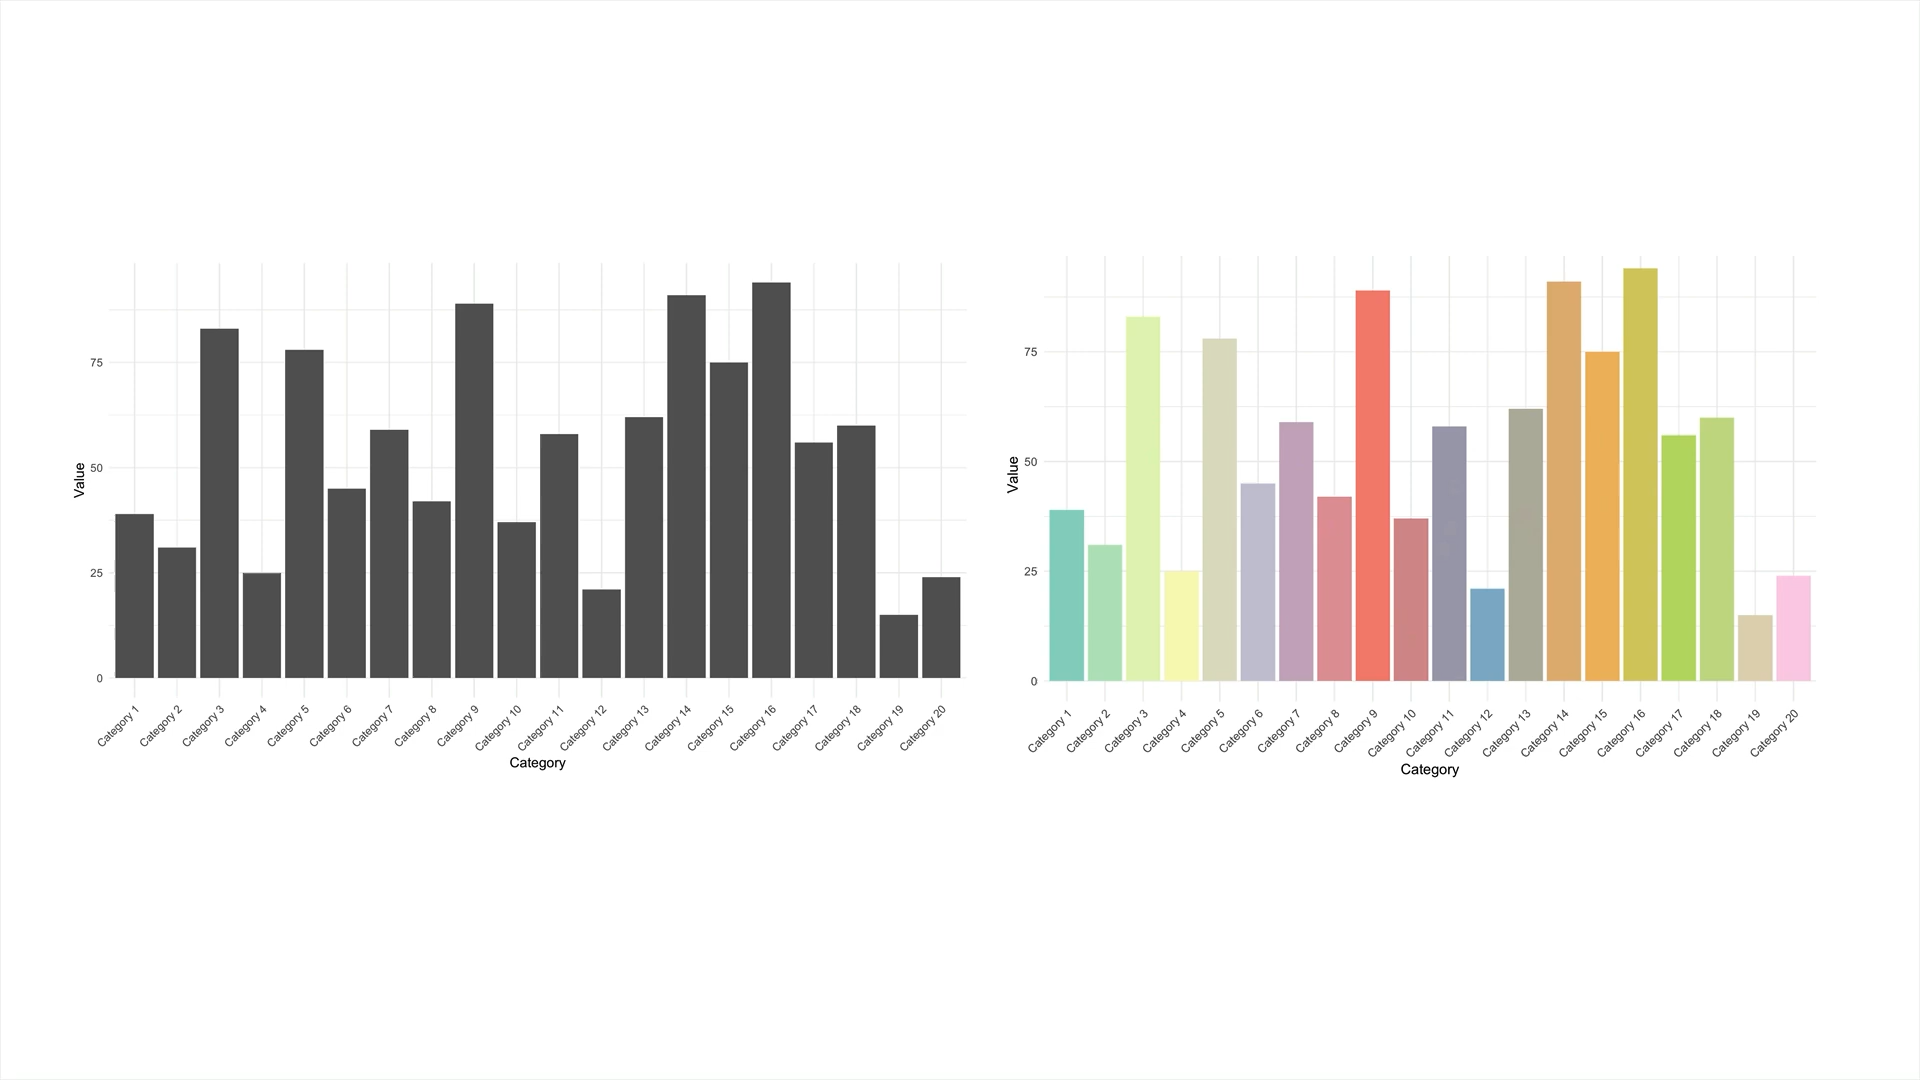 75
50
25
0
Value
Category 1
Category 2
Category 3
Category 4
Category 5
Category 6
Category 7
Category 8
Category 9
Category 10
Category 11
Category 12
Category 13
Category 14
Category 15
Category 16
Category 17
Category 18
Category 19
Category 20
Category
75
50
25
0
Value
Category 1
Category 2
Category 3
Category 4
Category 5
Category 6
Category 7
Category 8
Category 9
Category 10
Category 11
Category 12
Category 13
Category 14
Category 15
Category 16
Category 17
Category 18
Category 19
Category 20
Category